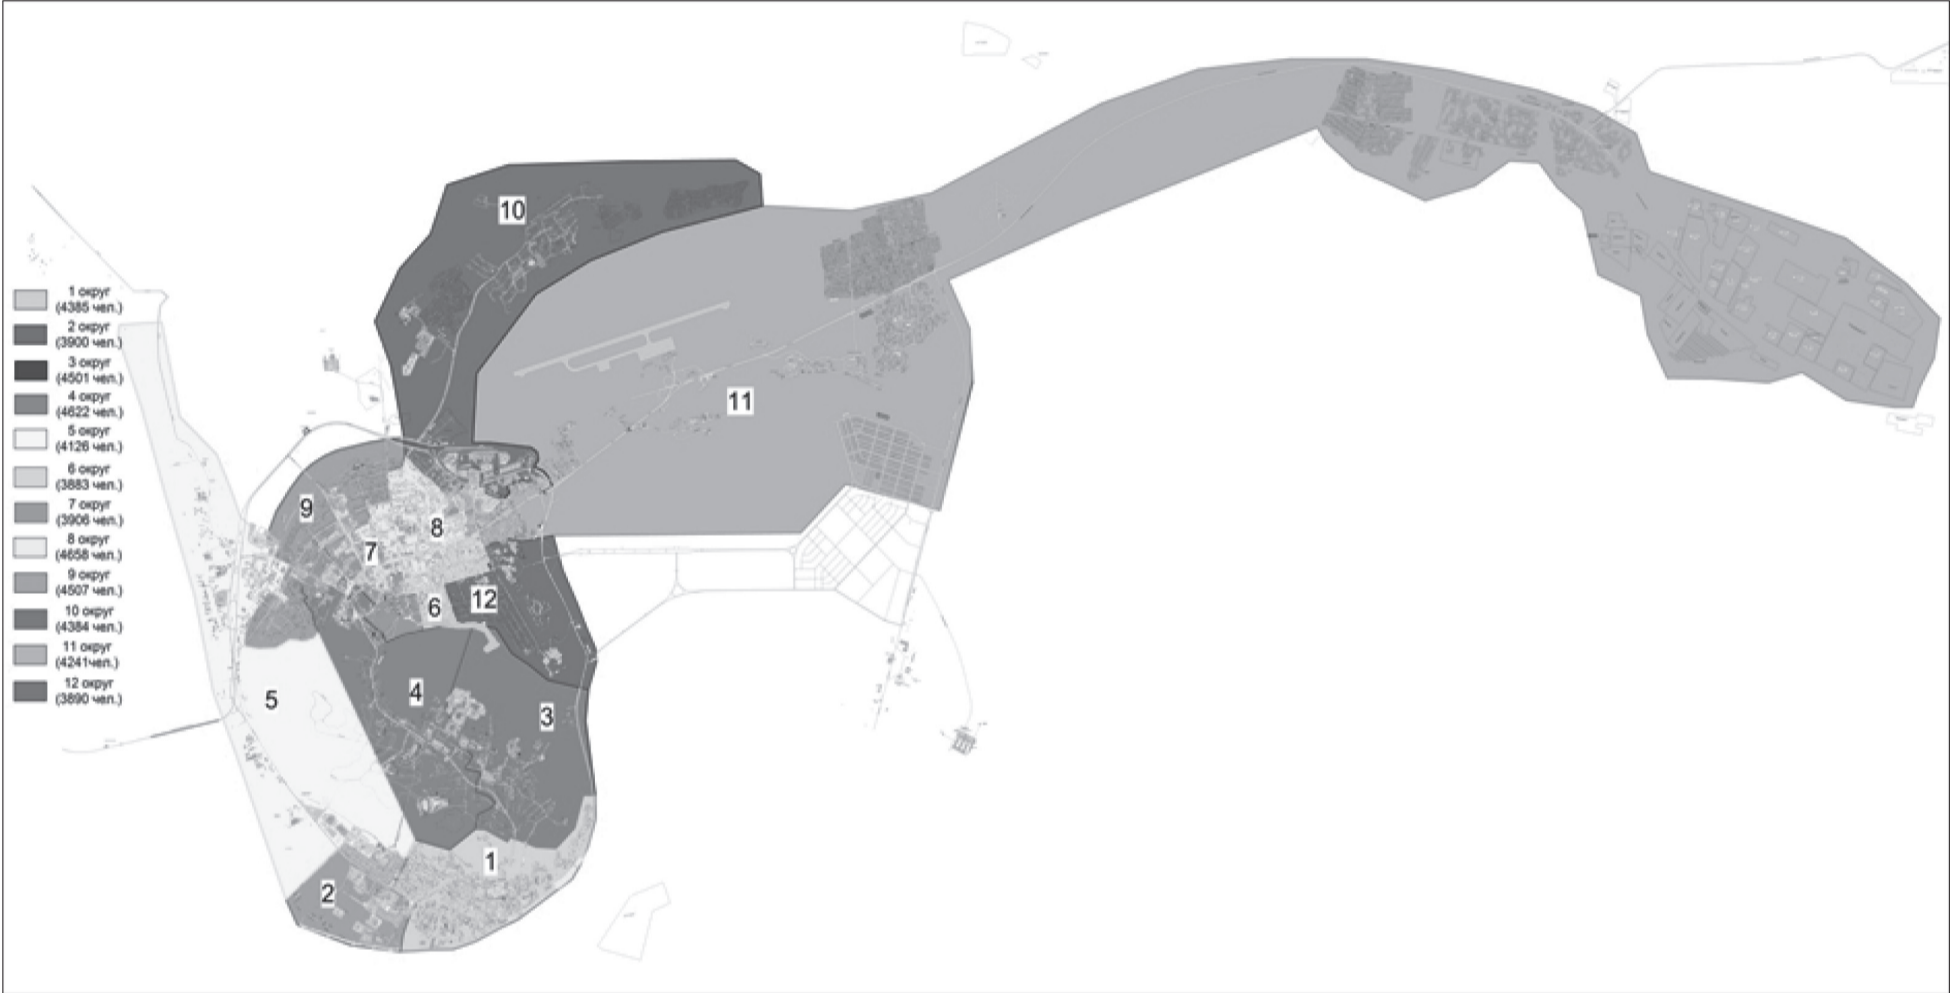 1 округ
(4385 чел.)
2 округ
(3900 чел.)
3 округ
(4501 чел.)
4 округ
(4622 чел.)
5 округ
(4126 чел.)
6 округ
(3883 чел.)
7 округ
(3906 чел.)
8 округ
(4658 чел.)
9 округ
(4507 чел.)
10 округ
(4384 чел.)
11 округ
(4241чел.)
12 округ
(3890 чел.)
10
11
9
8
7
6
12
4
5
3
1
2